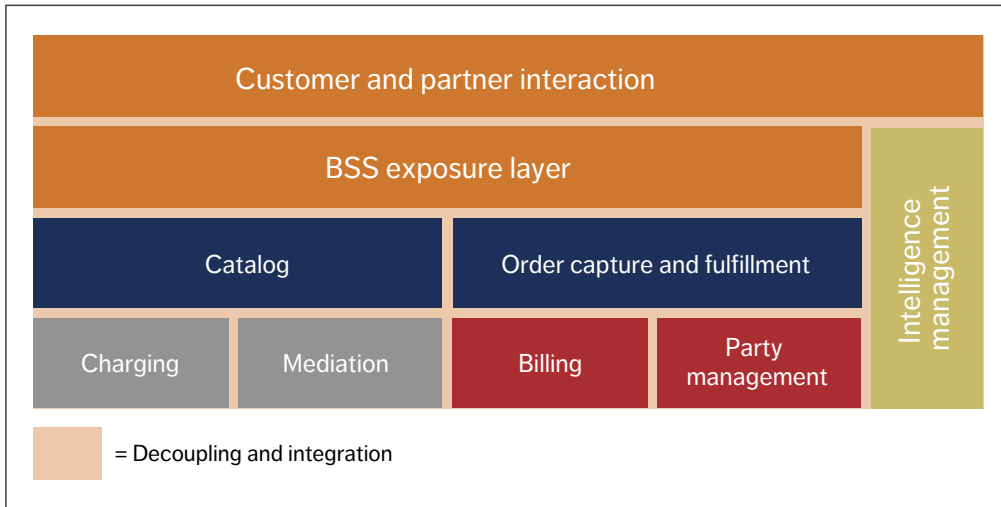 Customer and partner interaction
BSS exposure layer
Intelligence
management
Catalog
Order capture and fulfillment
Charging
Mediation
Billing
Party
management
= Decoupling and integration